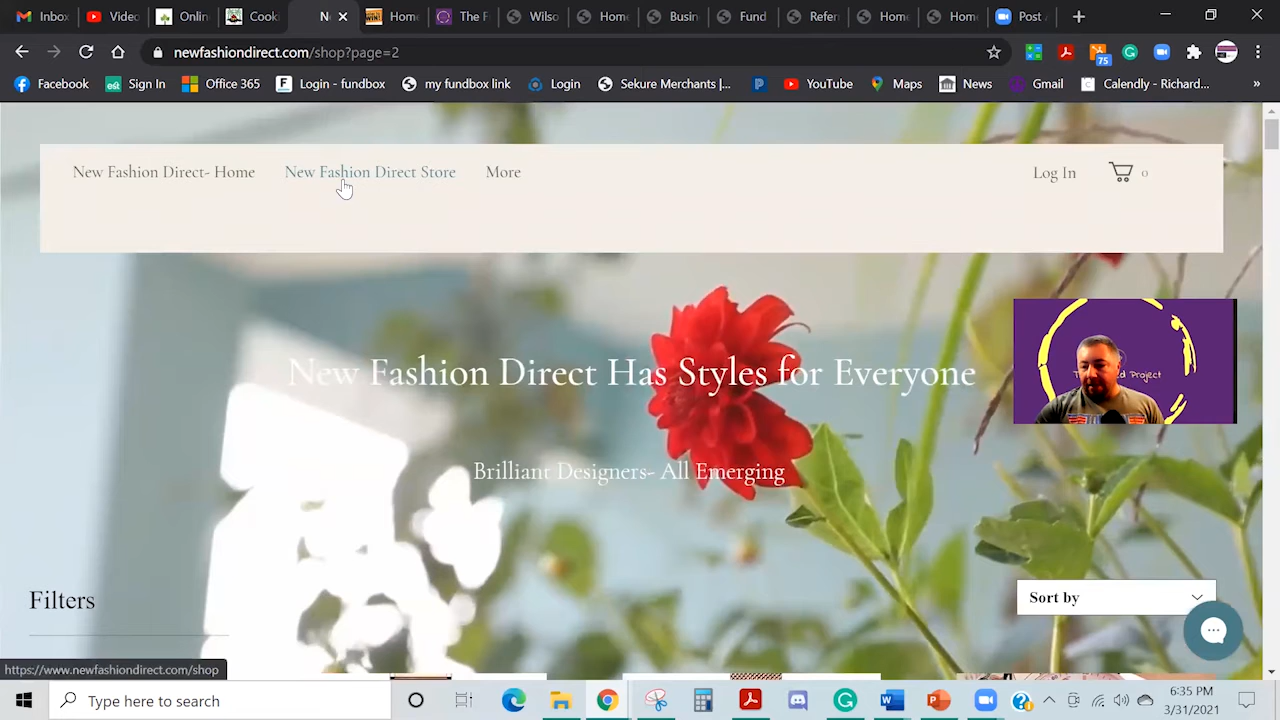 Inbox
Video
Onlin
Cook
N
Home
The F
Wilso
Home
Busin
Fund
Home
Home
Post
newfashiondirect.com/shop?page=2
75
Facebook
est
Sign In
Office 365
F
Login - fundbo
my fundbox link
Login
Sekure Merchants |...
YouTube
Maps
News
Gmail
Calendly - Richard...
»
New Fashion Direct- Home
New Fashion Direct Store
More
Log In
0
New Fashion Direct Has Styles for Everyone
Project
Brilliant Designers- All Emerging
Filters
Sort by
https://www.newfashiondirect.com/shop
Type here to search
6:35 PM
3/31/2021